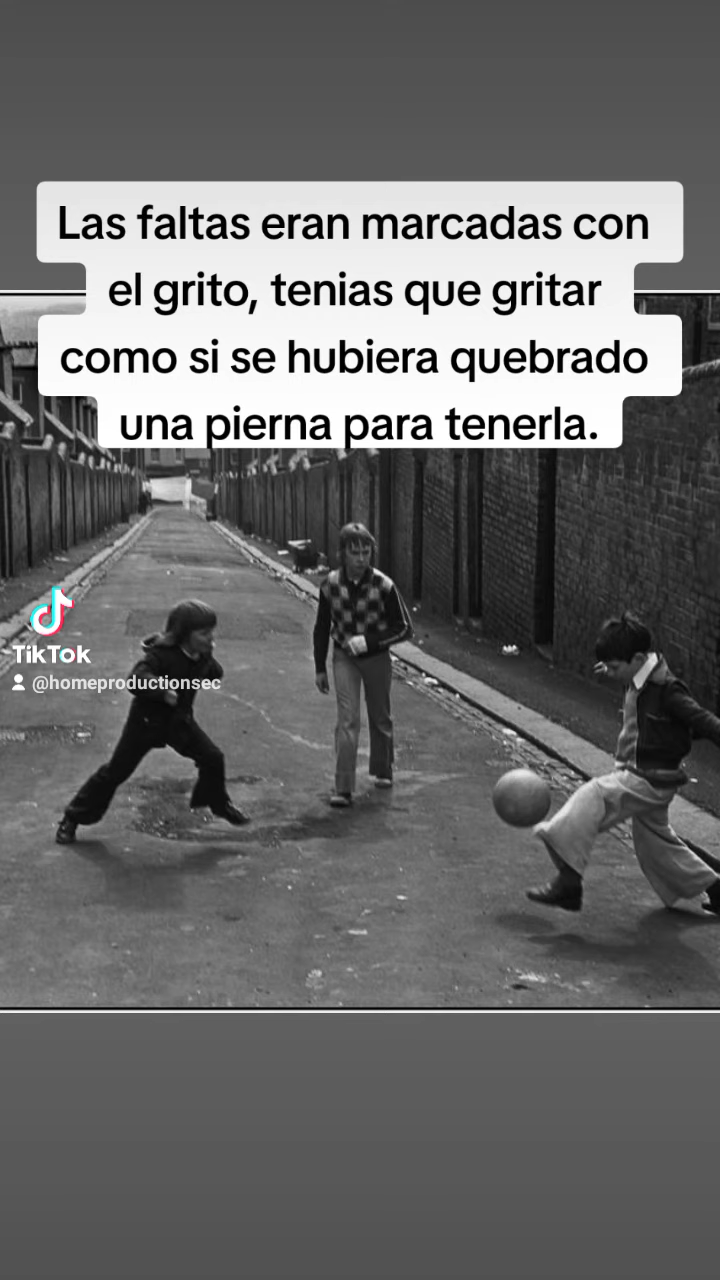 Las faltas eran marcadas con
el grito, tenias que gritar
como si se hubiera quebrado
una pierna para tenerla.
TikTok
@homeproductionsec